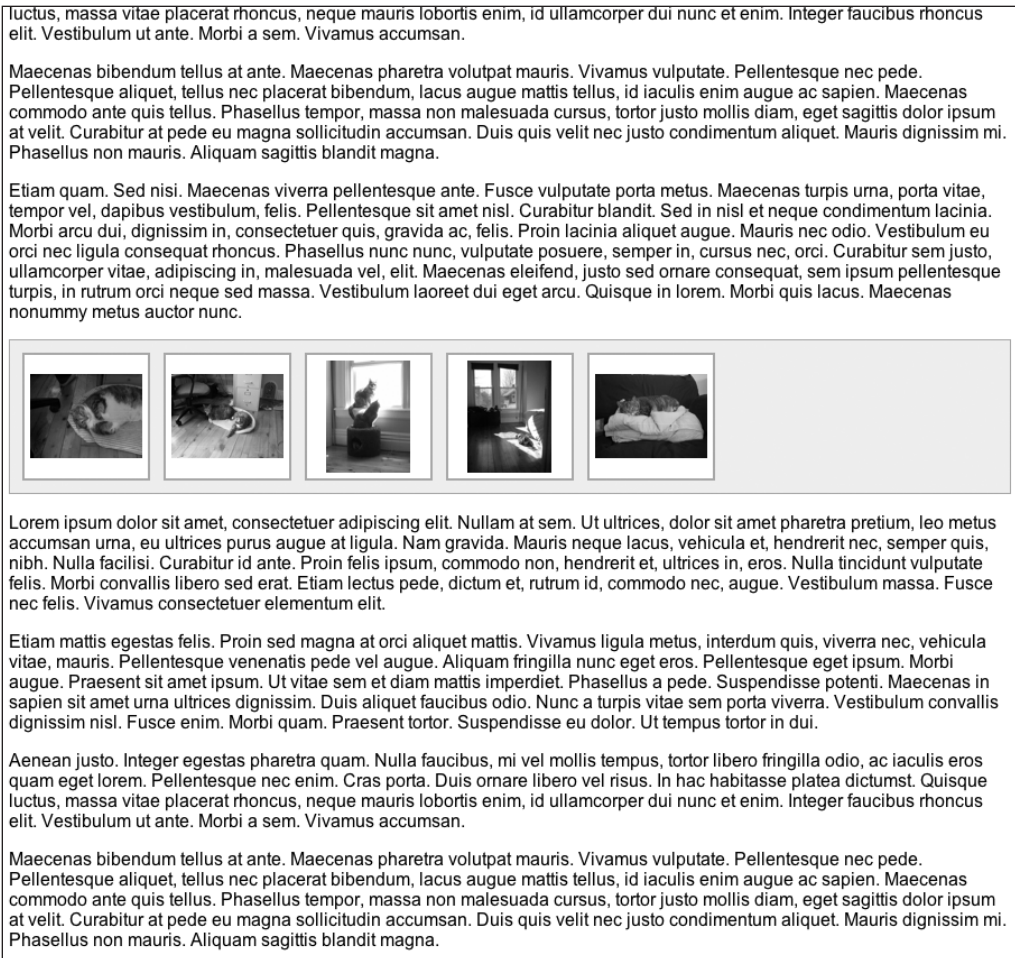 luctus, massa vitae placerat rhoncus, neque mauris lobortis enim, id ullamcorper dui nunc et enim. Integer faucibus rhoncus
elit. Vestibulum ut ante. Morbi a sem. Vivamus accumsan.
Maecenas bibendum tellus at ante. Maecenas pharetra volutpat mauris. Vivamus vulputate. Pellentesque nec pede.
Pellentesque aliquet, tellus nec placerat bibendum, lacus augue mattis tellus, id iaculis enim augue ac sapien. Maecenas
commodo ante quis tellus. Phasellus tempor, massa non malesuada cursus, tortor justo mollis diam, eget sagittis dolor ipsum
at velit. Curabitur at pede eu magna sollicitudin accumsan. Duis quis velit nec justo condimentum aliquet. Mauris dignissim mi.
Phasellus non mauris. Aliquam sagittis blandit magna.
Etiam quam. Sed nisi. Maecenas viverra pellentesque ante. Fusce vulputate porta metus. Maecenas turpis urna, porta vitae,
tempor vel, dapibus vestibulum, felis. Pellentesque sit amet nisl. Curabitur blandit. Sed in nisl et neque condimentum lacinia.
Morbi arcu dui, dignissim in, consectetuer quis, gravida ac, felis. Proin lacinia aliquet augue. Mauris nec odio. Vestibulum eu
orci nec ligula consequat rhoncus. Phasellus nunc nunc, vulputate posuere, semper in, cursus nec, orci. Curabitur sem justo,
ullamcorper vitae, adipiscing in, malesuada vel, elit. Maecenas eleifend, justo sed ornare consequat, sem ipsum pellentesque
turpis, in rutrum orci neque sed massa. Vestibulum laoreet dui eget arcu. Quisque in lorem. Morbi quis lacus. Maecenas
nonummy metus auctor nunc.
Lorem ipsum dolor sit amet, consectetuer adipiscing elit. Nullam at sem. Ut ultrices, dolor sit amet pharetra pretium, leo metus
accumsan urna, eu ultrices purus augue at ligula. Nam gravida. Mauris neque lacus, vehicula et, hendrerit nec, semper quis,
nibh. Nulla facilisi. Curabitur id ante. Proin felis ipsum, commodo non, hendrerit et, ultrices in, eros. Nulla tincidunt vulputate
felis. Morbi convallis libero sed erat. Etiam lectus pede, dictum et, rutrum id, commodo nec, augue. Vestibulum massa. Fusce
nec felis. Vivamus consectetuer elementum elit.
Etiam mattis egestas felis. Proin sed magna at orci aliquet mattis. Vivamus ligula metus, interdum quis, viverra nec, vehicula
vitae, mauris. Pellentesque venenatis pede vel augue. Aliquam fringilla nunc eget eros. Pellentesque eget ipsum. Morbi
augue. Praesent sit amet ipsum. Ut vitae sem et diam mattis imperdiet. Phasellus a pede. Suspendisse potenti. Maecenas in
sapien sit amet urna ultrices dignissim. Duis aliquet faucibus odio. Nunc a turpis vitae sem porta viverra. Vestibulum convallis
dignissim nisl. Fusce enim. Morbi quam. Praesent tortor. Suspendisse eu dolor. Ut tempus tortor in dui.
Aenean justo. Integer egestas pharetra quam. Nulla faucibus, mi vel mollis tempus, tortor libero fringilla odio, ac iaculis eros
quam eget lorem. Pellentesque nec enim. Cras porta. Duis ornare libero vel risus. In hac habitasse platea dictumst. Quisque
luctus, massa vitae placerat rhoncus, neque mauris lobortis enim, id ullamcorper dui nunc et enim. Integer faucibus rhoncus
elit. Vestibulum ut ante. Morbi a sem. Vivamus accumsan.
Maecenas bibendum tellus at ante. Maecenas pharetra volutpat mauris. Vivamus vulputate. Pellentesque nec pede.
Pellentesque aliquet, tellus nec placerat bibendum, lacus augue mattis tellus, id iaculis enim augue ac sapien. Maecenas
commodo ante quis tellus. Phasellus tempor, massa non malesuada cursus, tortor justo mollis diam, eget sagittis dolor ipsum
at velit. Curabitur at pede eu magna sollicitudin accumsan. Duis quis velit nec justo condimentum aliquet. Mauris dignissim mi.
Phasellus non mauris. Aliquam sagittis blandit magna.